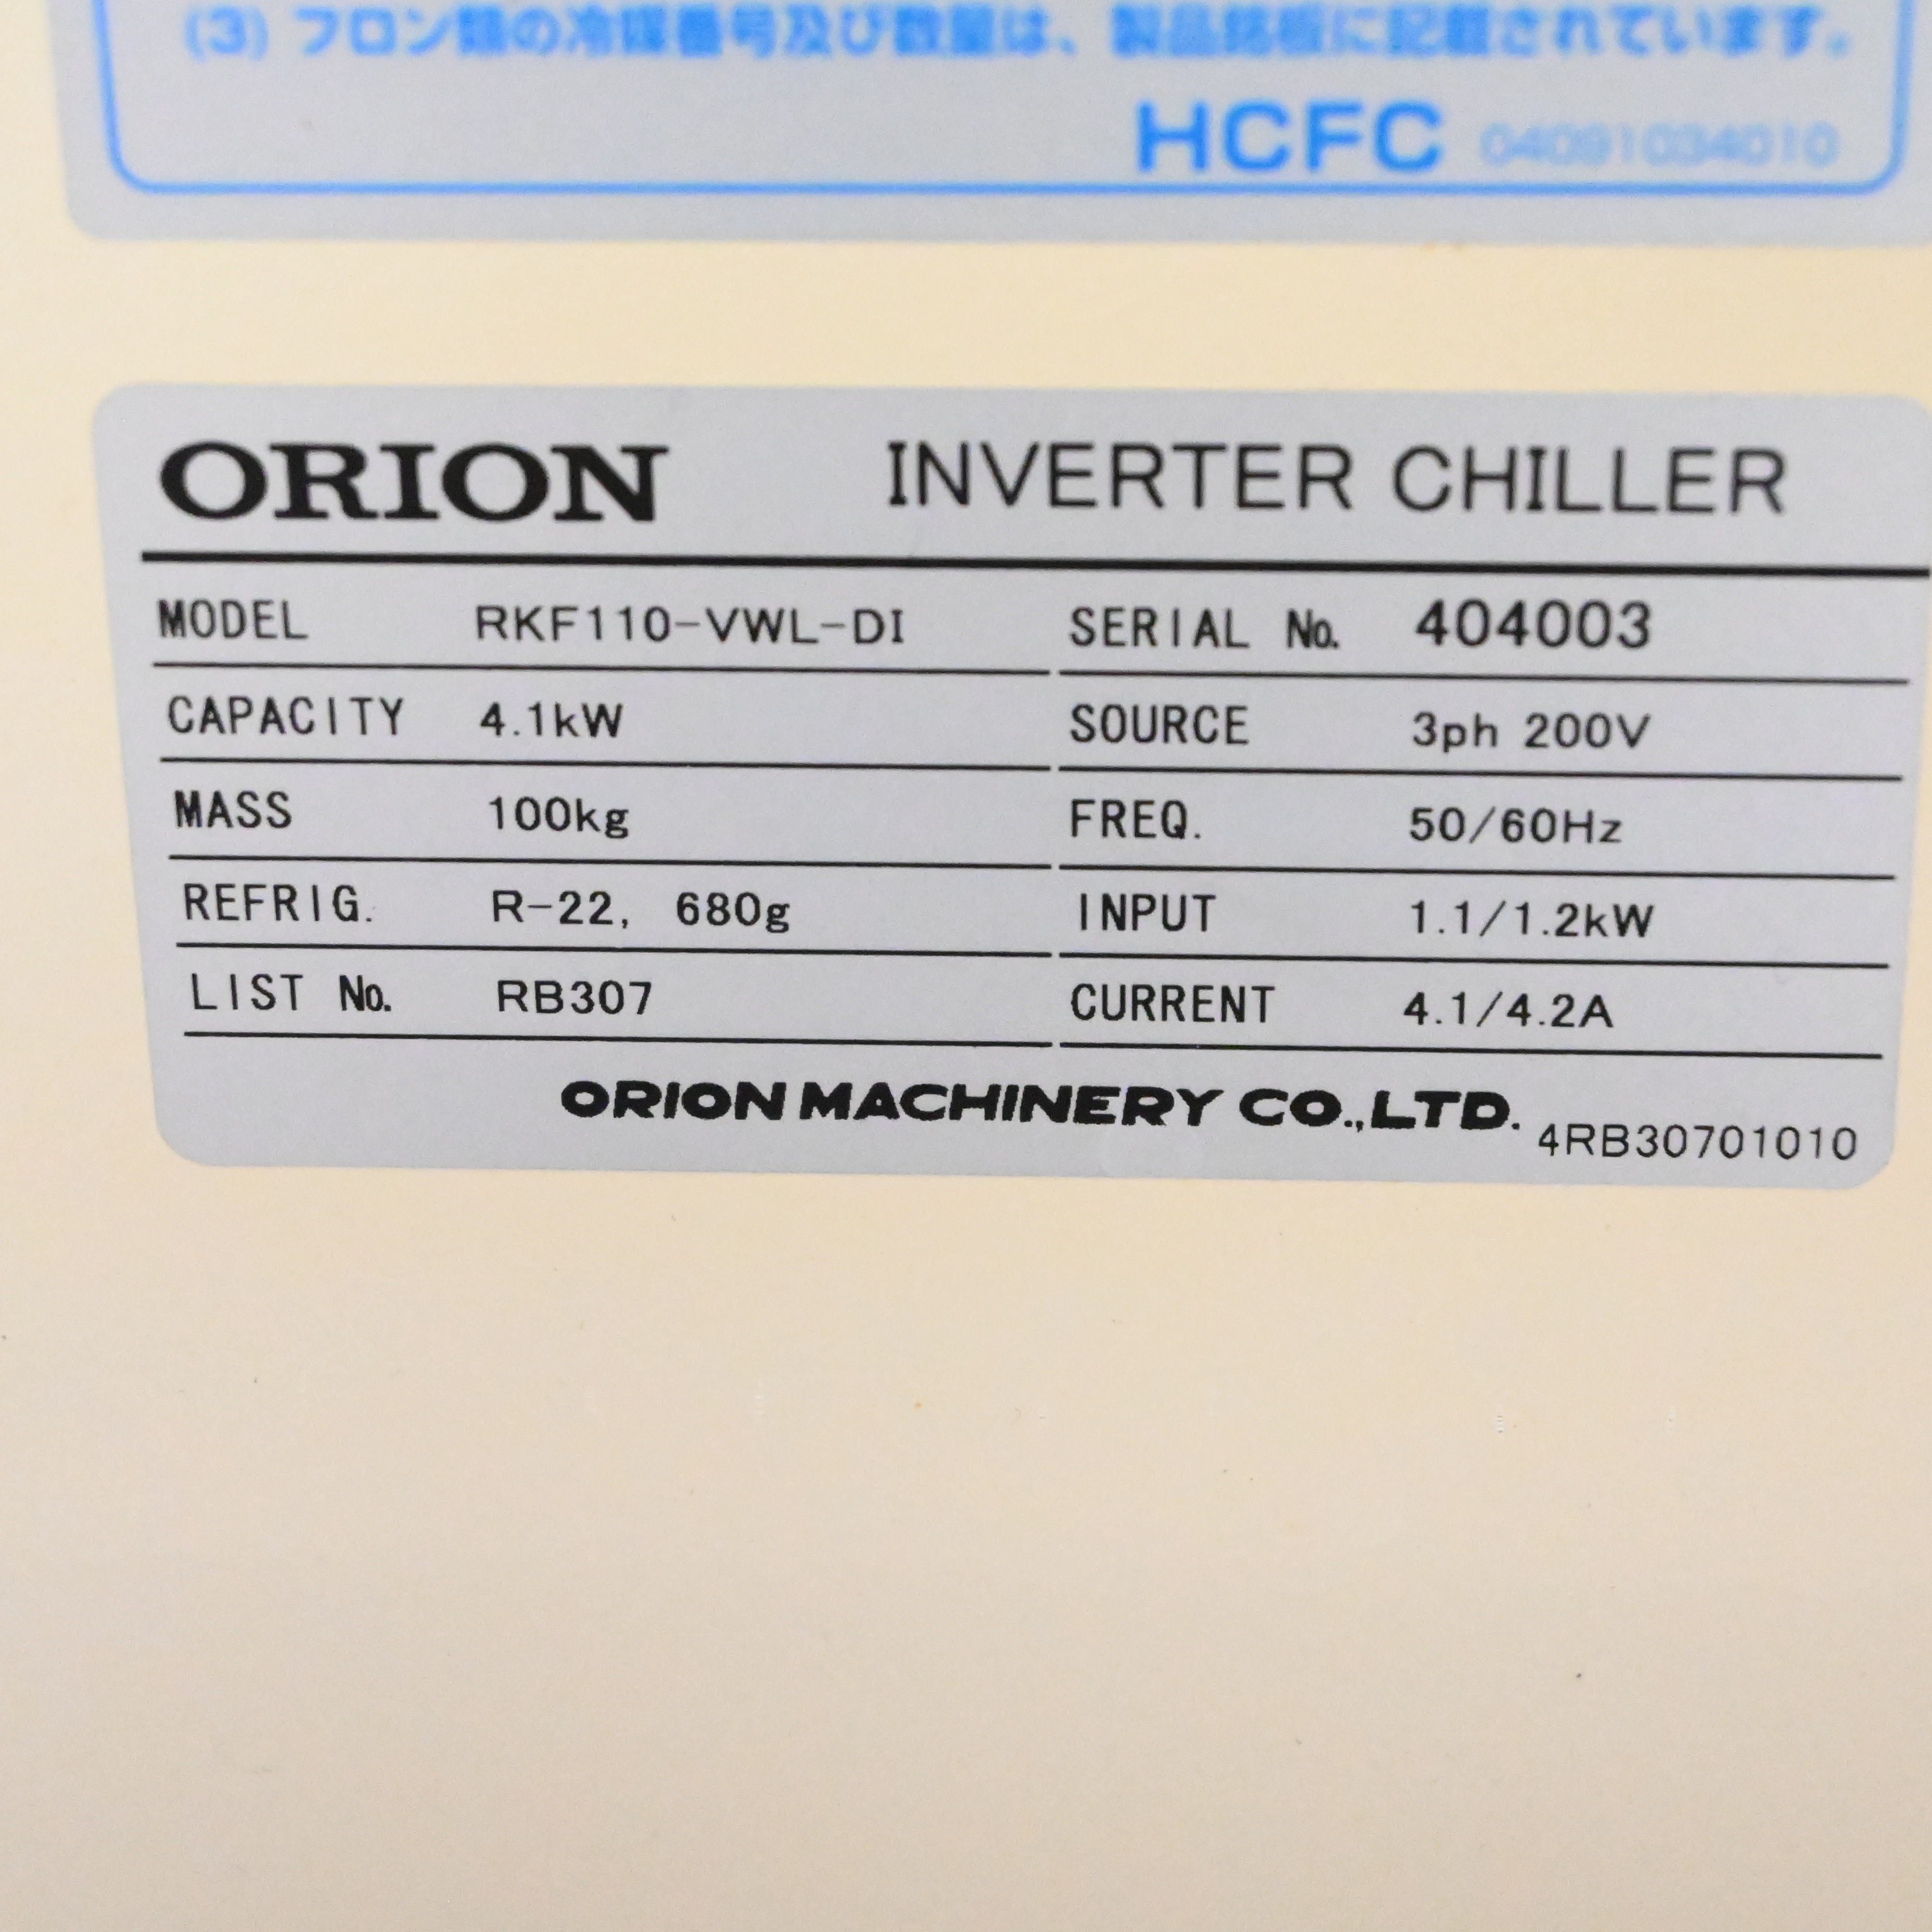 (3) フロン類の冷媒番号及び数量は、製品銘板に記載されています。
HCFC 04091034010
ORION INVERTER CHILLER
MODEL RKF110-VWL-DI SERIAL No. 404003
CAPACITY 4.1kW SOURCE 3ph 200V
MASS 100kg FREQ. 50/60Hz
REFRIG. R-22, 680g INPUT 1.1/1.2kW
LIST No. RB307 CURRENT 4.1/4.2A
ORION MACHINERY CO.,LTD. 4RB30701010